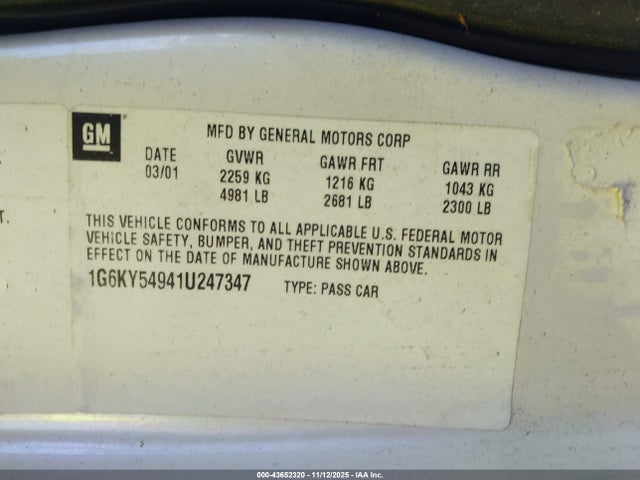 GM
MFD BY GENERAL MOTORS CORP
DATE GVWR GAWR FRT GAWR RR
03/01 2259 KG 1216 KG 1043 KG
4981 LB 2681 LB 2300 LB
T.
THIS VEHICLE CONFORMS TO ALL APPLICABLE U.S. FEDERAL MOTOR
VEHICLE SAFETY, BUMPER, AND THEFT PREVENTION STANDARDS IN
EFFECT ON THE DATE OF MANUFACTURE SHOWN ABOVE.
1G6KY54941U247347 TYPE: PASS CAR
000-43652320 - 11/12/2025 - IAA Inc.